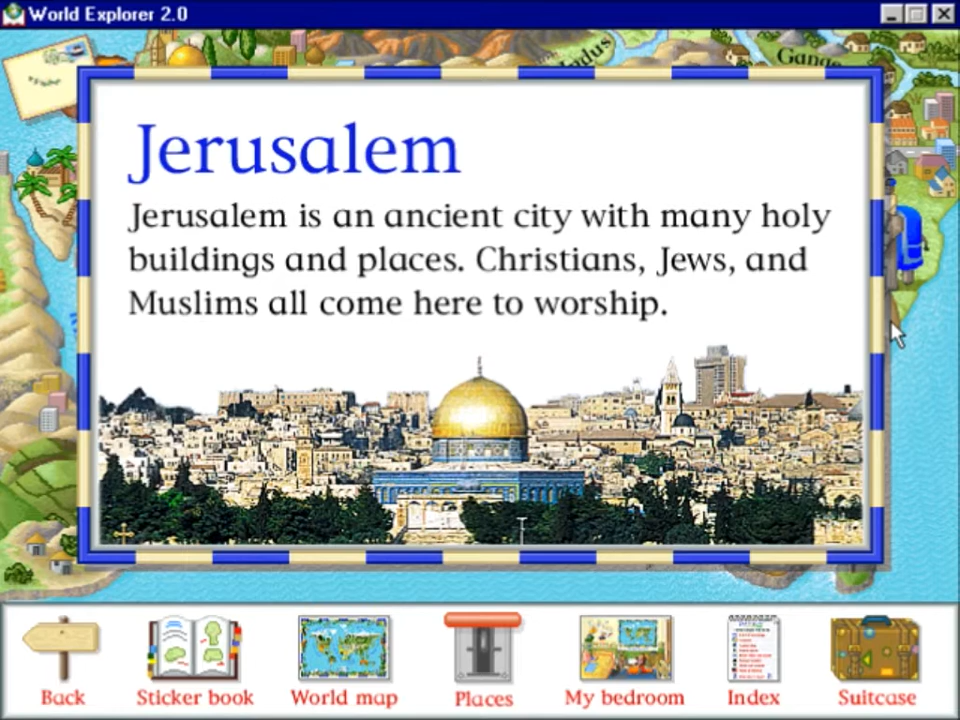 World Explorer 2.0
Indus
Jerusalem
Jerusalem is an ancient city with many holy
buildings and places. Christians, Jews, and
Muslims all come here to worship.
Back
Sticker book
World map
Places
My bedroom
Index
Suitcase